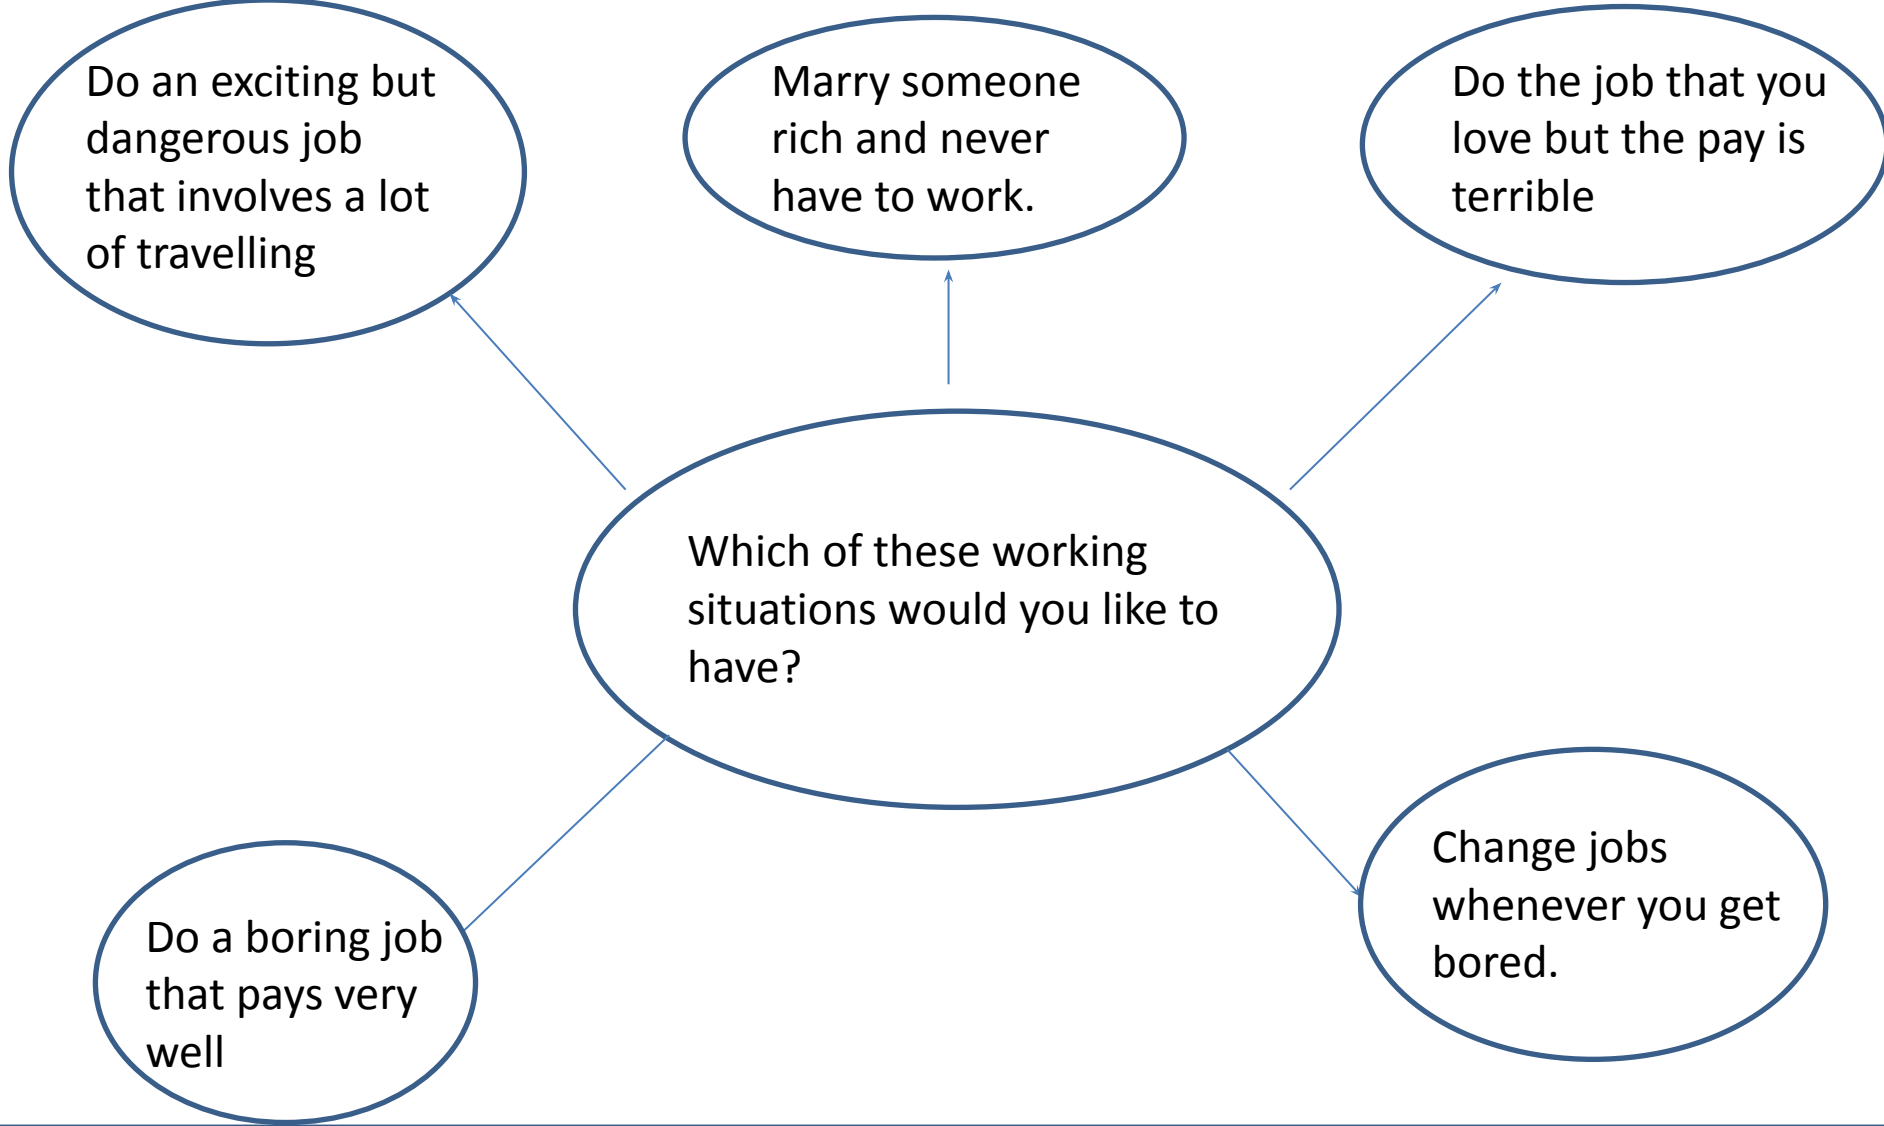 Do an exciting but
dangerous job
that involves a lot
of travelling
Marry someone
rich and never
have to work.
Do the job that you
love but the pay is
terrible
Which of these working
situations would you like to
have?
Do a boring job
that pays very
well
Change jobs
whenever you get
bored.